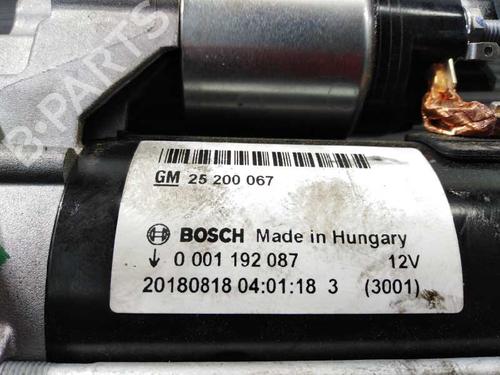 B-PARTS
GM 25 200 067
BOSCH Made in Hungary
↓ 0 001 192 087 12V
20180818 04:01:18 3 (3001)